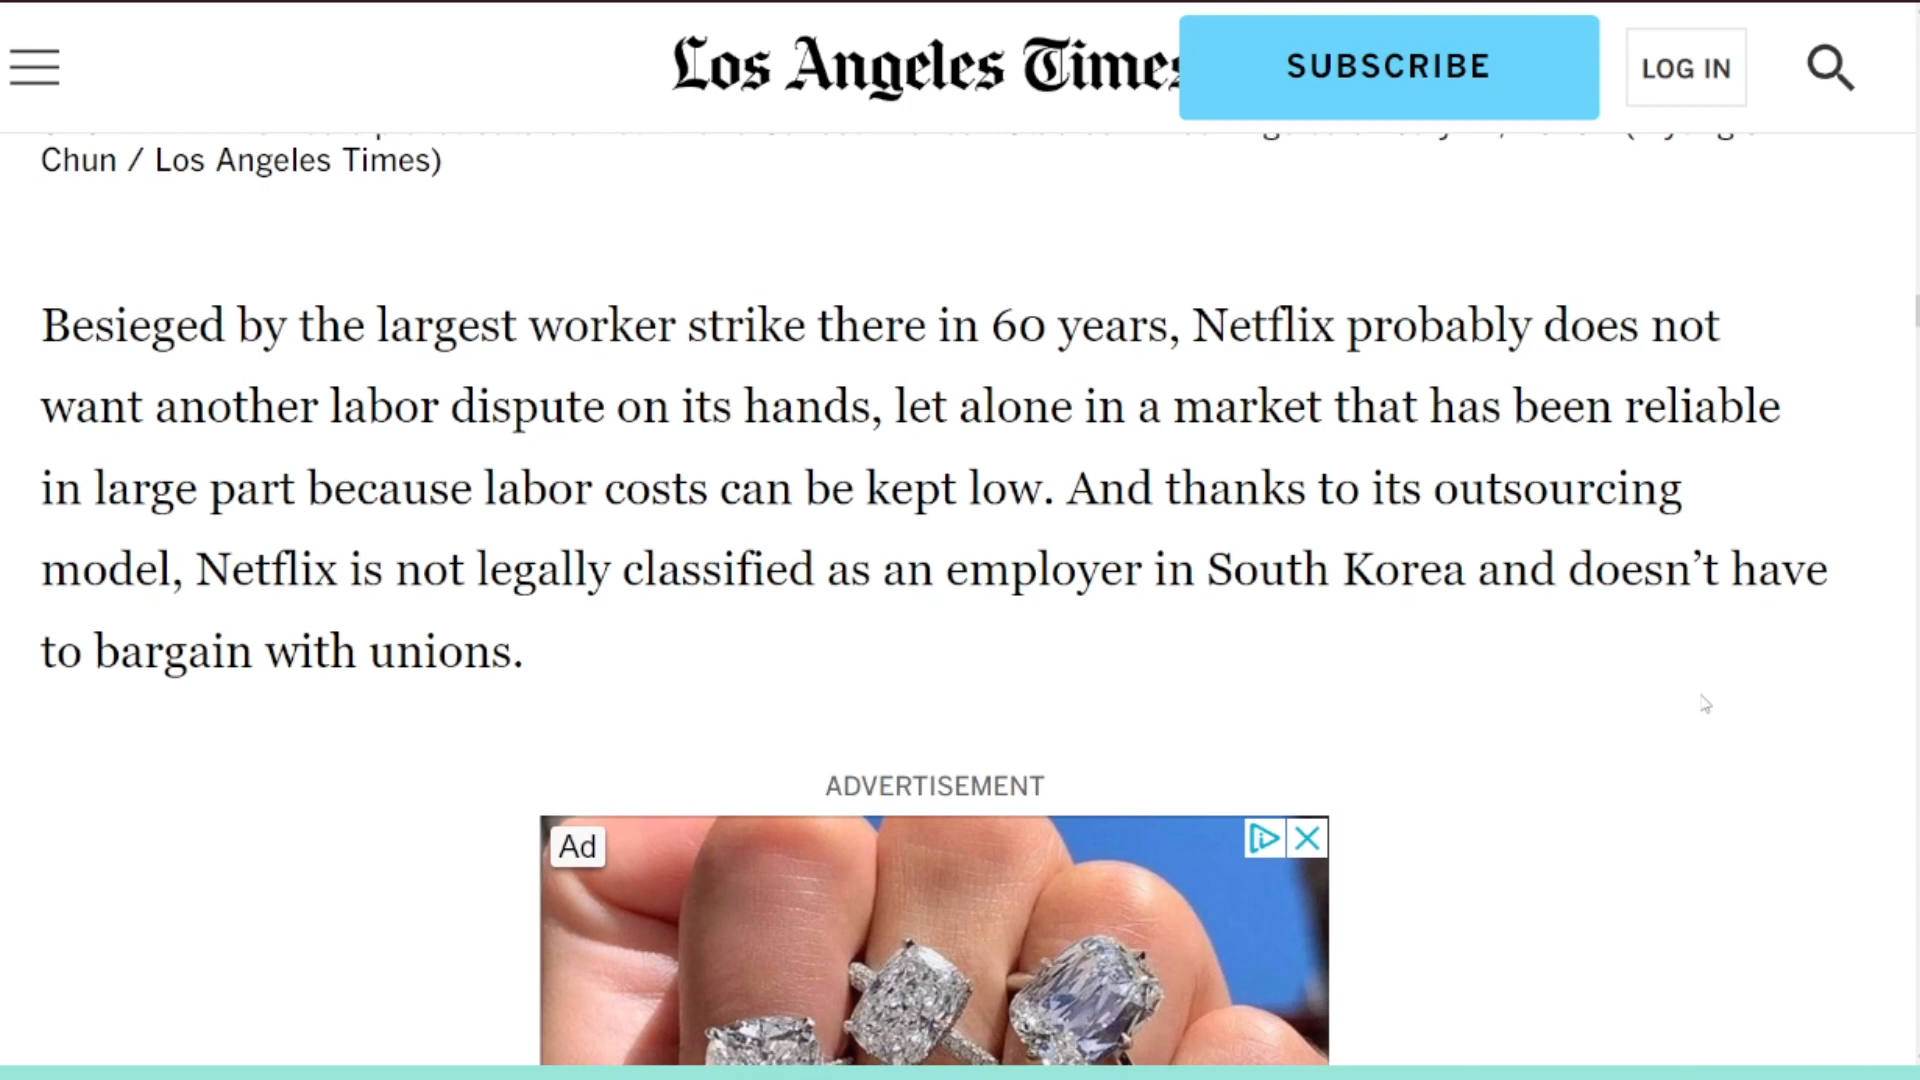 Los Angeles Times
SUBSCRIBE
LOG IN
Chun / Los Angeles Times)
Besieged by the largest worker strike there in 60 years, Netflix probably does not
want another labor dispute on its hands, let alone in a market that has been reliable
in large part because labor costs can be kept low. And thanks to its outsourcing
model, Netflix is not legally classified as an employer in South Korea and doesn’t have
to bargain with unions.
ADVERTISEMENT
Ad